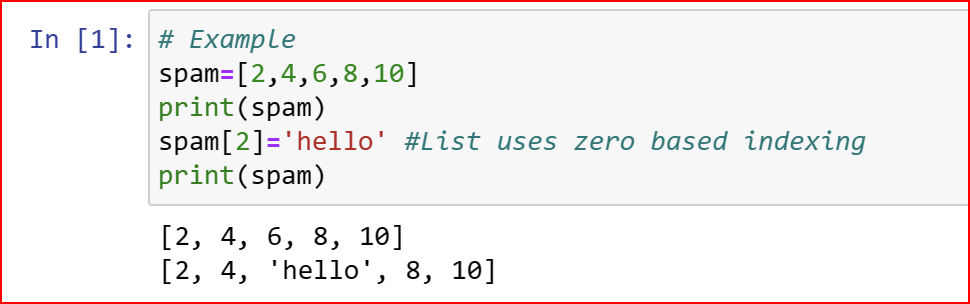 In [1]: # Example
spam=[2,4,6,8,10]
print(spam)
spam[2]='hello' #List uses zero based indexing
print(spam)
[2, 4, 6, 8, 10]
[2, 4, 'hello', 8, 10]